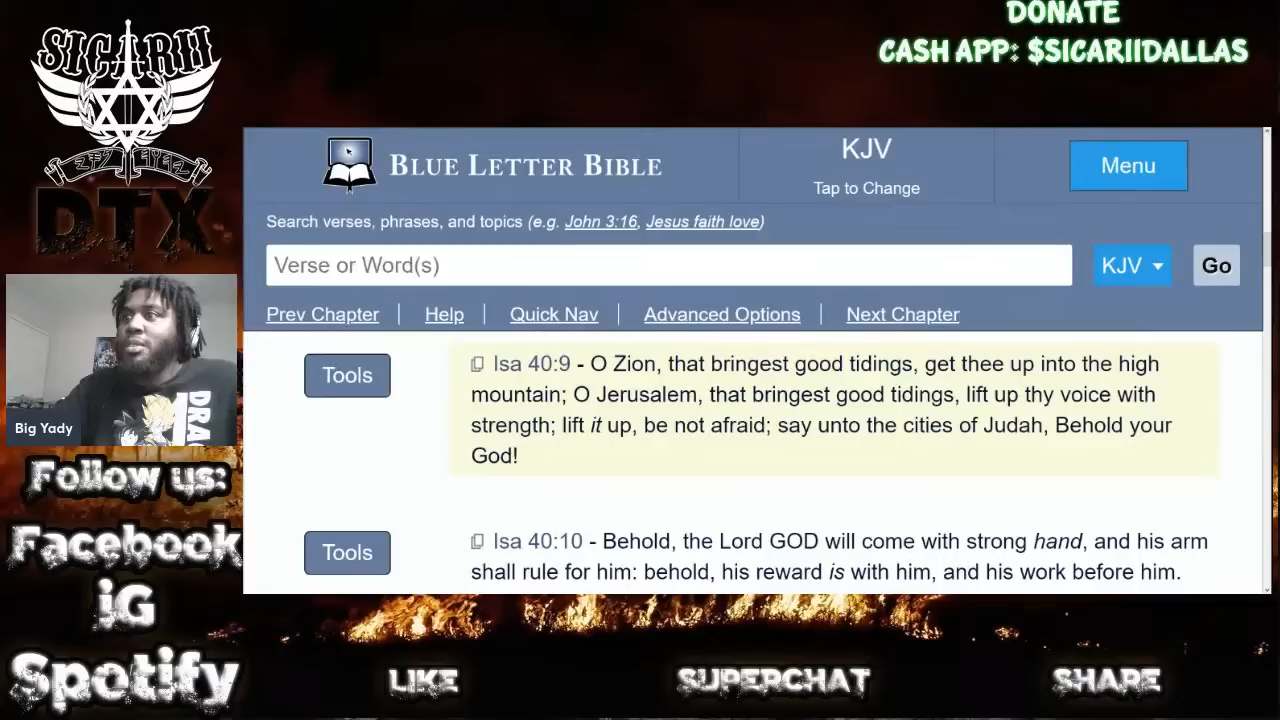 DONATE
CASH APP: $SICARIIDALLAS
SICARII
DTX
BLUE LETTER BIBLE
KJV
Tap to Change
Menu
Search verses, phrases, and topics (e.g. John 3:16, Jesus faith love)
Verse or Word(s)
KJV
Go
Prev Chapter
Help
Quick Nav
Advanced Options
Next Chapter
Tools
Isa 40:9 - O Zion, that bringest good tidings, get thee up into the high
mountain; O Jerusalem, that bringest good tidings, lift up thy voice with
strength; lift it up, be not afraid; say unto the cities of Judah, Behold your
God!
Tools
Isa 40:10 - Behold, the Lord GOD will come with strong hand, and his arm
shall rule for him: behold, his reward is with him, and his work before him.
Big Yady
Follow us:
Facebook
iG
Spotify
LIKE
SUPERCHAT
SHARE